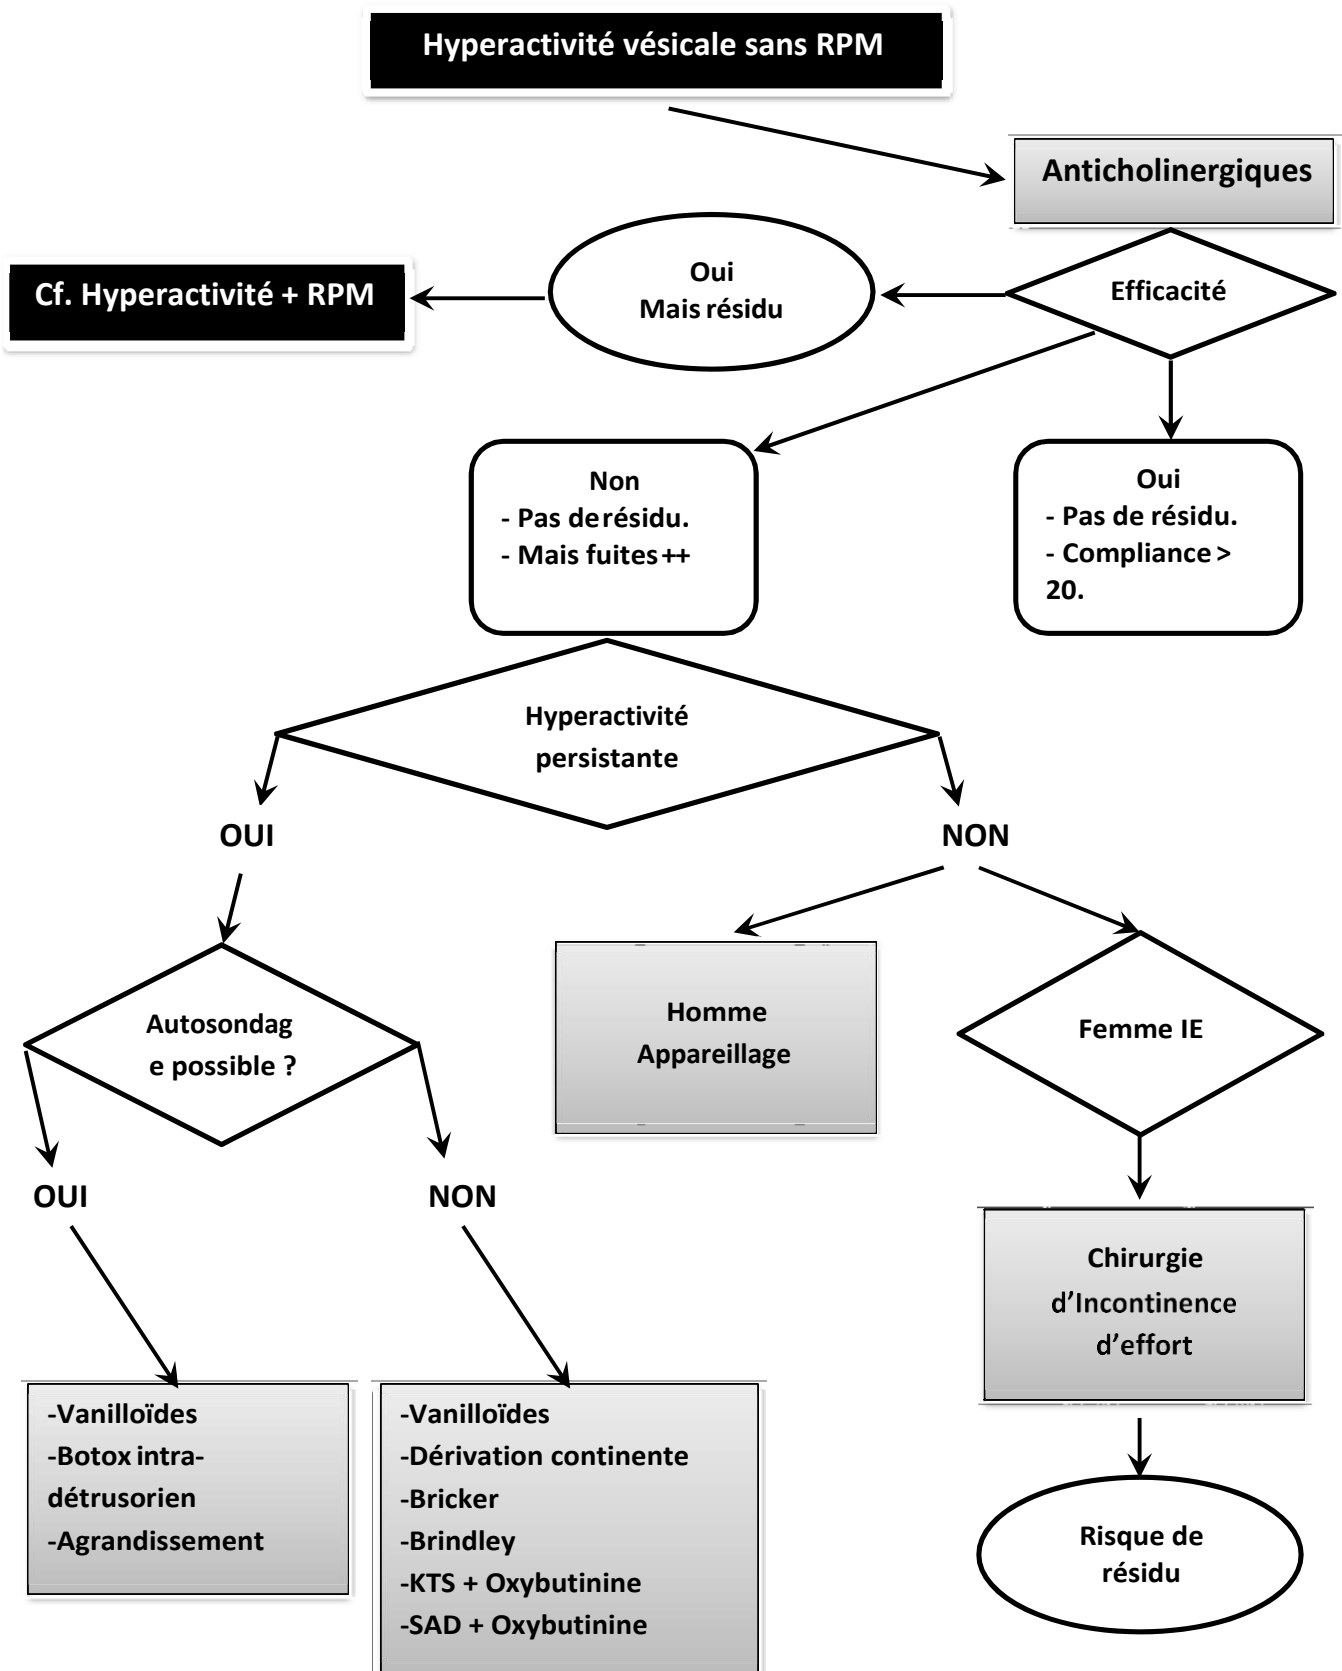 Hyperactivité vésicale sans RPM
Anticholinergiques
Efficacité
Oui
Mais résidu
Cf. Hyperactivité + RPM
Non
- Pas de résidu.
- Mais fuites ++
Oui
- Pas de résidu.
- Compliance >
20.
Hyperactivité
persistante
OUI
NON
Autosondag
e possible ?
Homme
Appareillage
Femme IE
OUI
NON
Chirurgie
d’Incontinence
d’effort
-Vanilloïdes
-Botox intra-
détrusorien
-Agrandissement
-Vanilloïdes
-Dérivation continente
-Bricker
-Brindley
-KTS + Oxybutinine
-SAD + Oxybutinine
Risque de
résidu